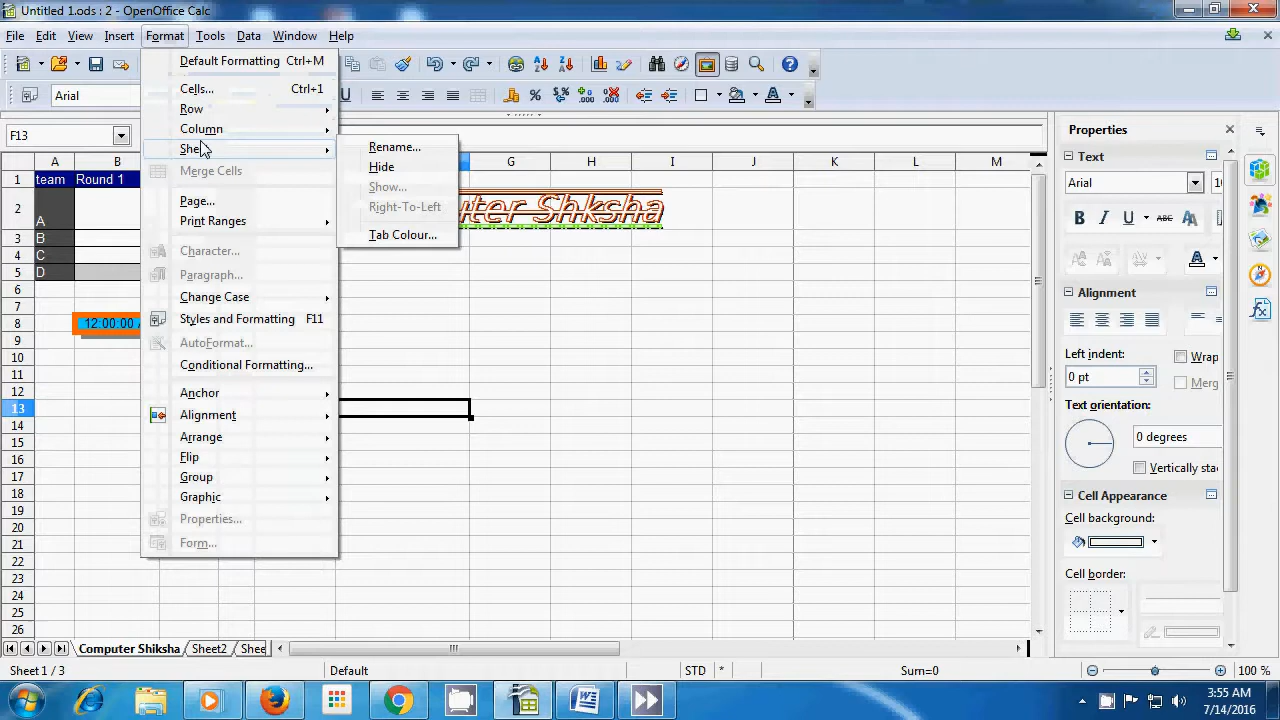 Untitled 1.ods : 2 - OpenOffice Calc
File Edit View Insert Format Tools Data Window Help
Default Formatting Ctrl+M
Cells... Ctrl+1
Row
Column
Merge Cells
Page...
Print Ranges
Character...
Paragraph...
Change Case
Styles and Formatting F11
AutoFormat...
Conditional Formatting...
Anchor
Alignment
Arrange
Flip
Group
Graphic
Properties...
Form...
Rename...
Hide
Show...
Right-To-Left
Tab Colour...
Arial
F13
A B G H I J K L M
1 team Round 1
2 A
3 B
4 C
5 D
6
7
8 12:00:00
9
10
11
12
13
14
15
16
17
18
19
20
21
22
23
24
25
26
Shksha
Properties
Text
Arial
Alignment
Left indent:
0 pt
Wrap
Merg
Text orientation:
0 degrees
Vertically sta
Cell Appearance
Cell background:
Cell border:
Computer Shiksha Sheet2 Shee
Sheet 1 / 3 Default STD * Sum=0 100 %
3:55 AM
7/14/2016